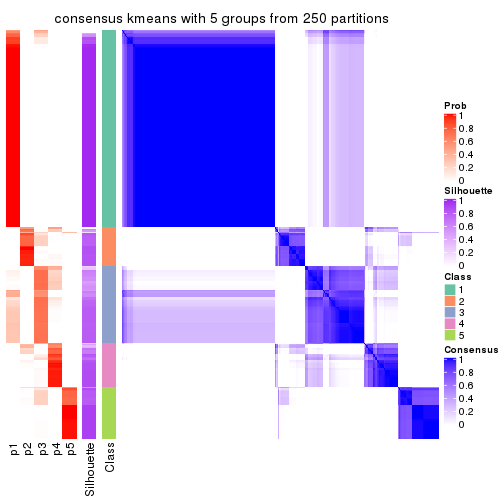 consensus kmeans with 5 groups from 250 partitions
Prob
1
0.8
0.6
0.4
0.2
0
Silhouette
1
0.8
0.6
0.4
0.2
0
Class
1
2
3
4
5
Consensus
1
0.8
0.6
0.4
0.2
0
p1
p2
p3
p4
p5
Silhouette
Class